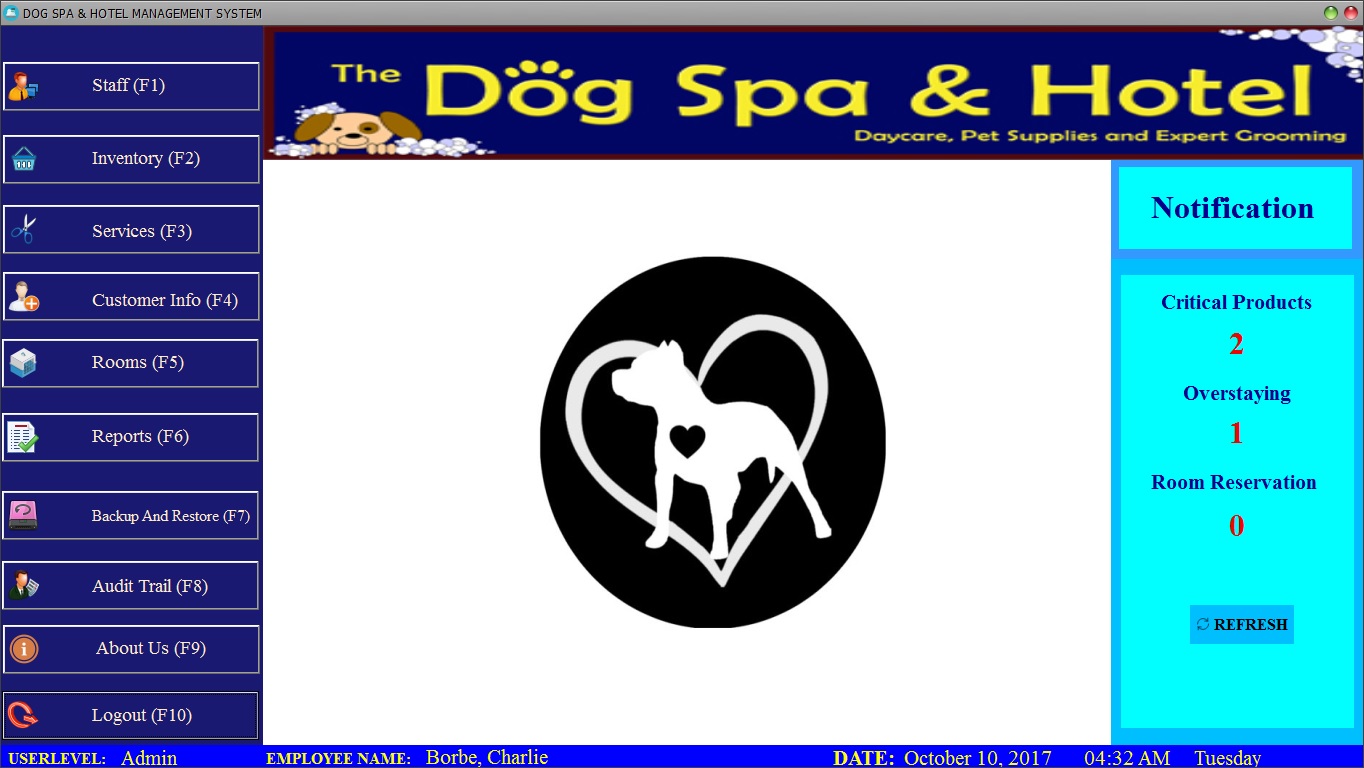 DOG SPA & HOTEL MANAGEMENT SYSTEM
Staff (F1)
Inventory (F2)
Services (F3)
Customer Info (F4)
Rooms (F5)
Reports (F6)
Backup And Restore (F7)
Audit Trail (F8)
About Us (F9)
Logout (F10)
The Dog Spa & Hotel
Daycare, Pet Supplies and Expert Grooming
Notification
Critical Products
2
Overstaying
1
Room Reservation
0
REFRESH
USERLEVEL: Admin EMPLOYEE NAME: Borbe, Charlie DATE: October 10, 2017 04:32 AM Tuesday